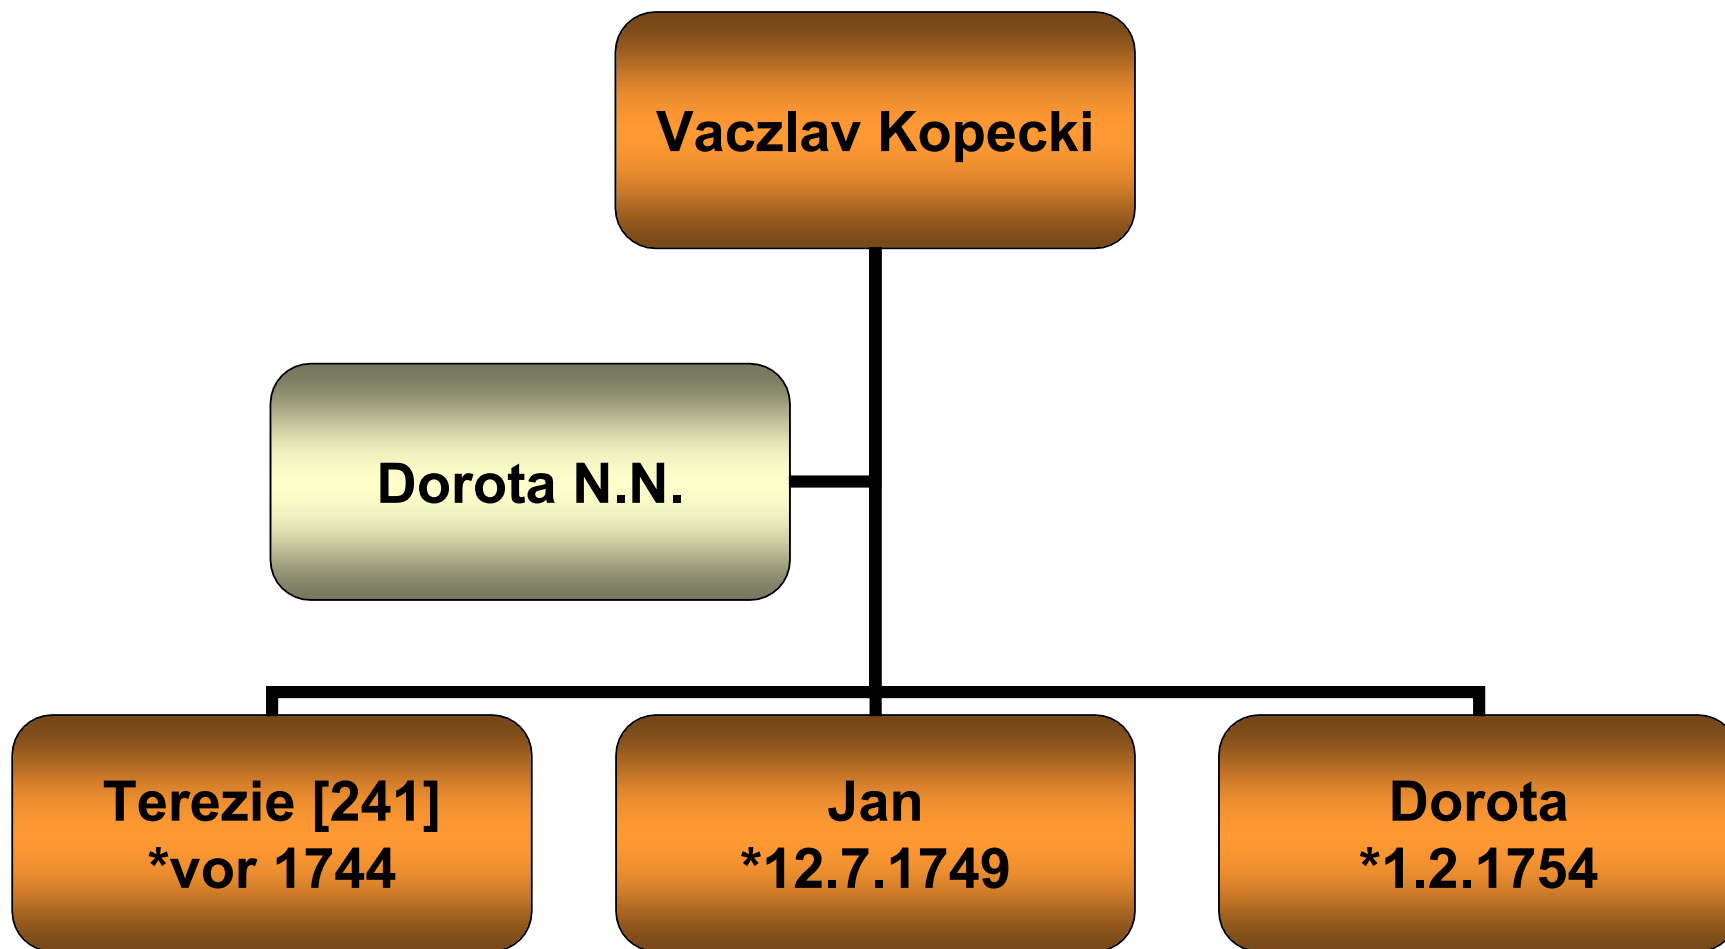 Vaczlav Kopecki
Dorota N.N.
Terezie [241]
*vor 1744
Jan
*12.7.1749
Dorota
*1.2.1754